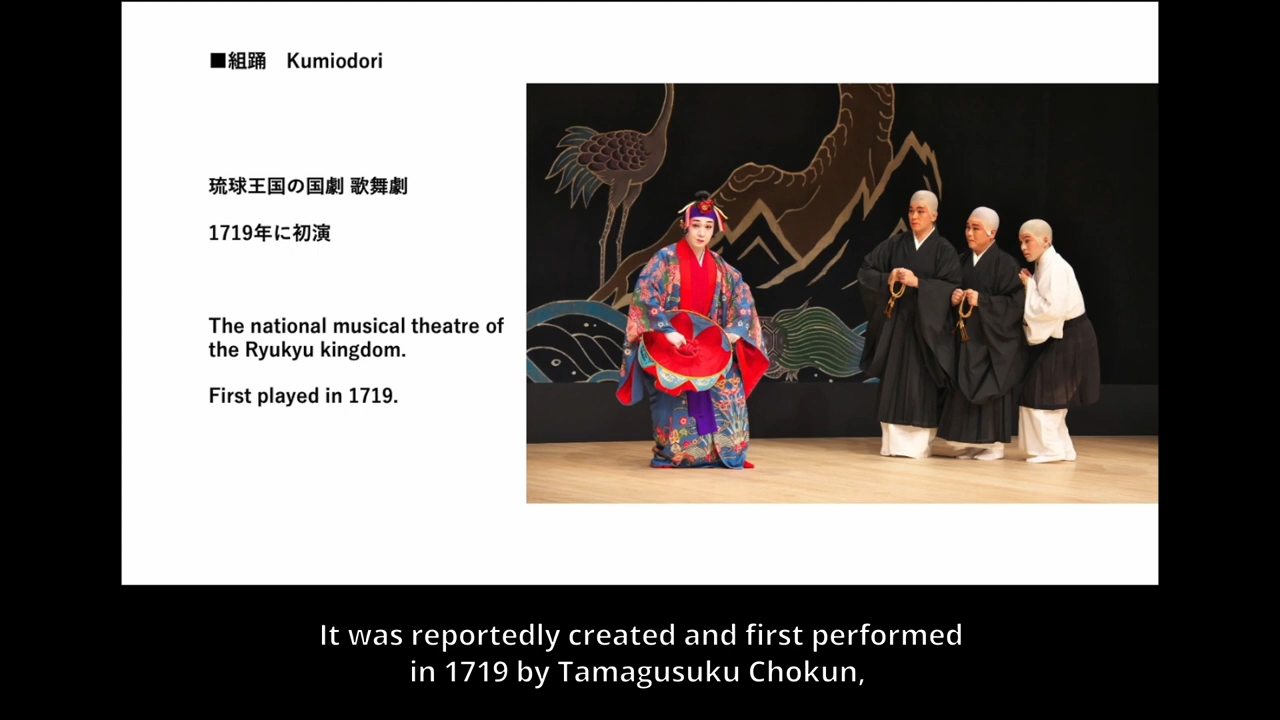 ■組踊　Kumiodori
琉球王国の国劇 歌舞劇
1719年に初演
The national musical theatre of
the Ryukyu kingdom.
First played in 1719.
It was reportedly created and first performed
in 1719 by Tamagusuku Chokun,